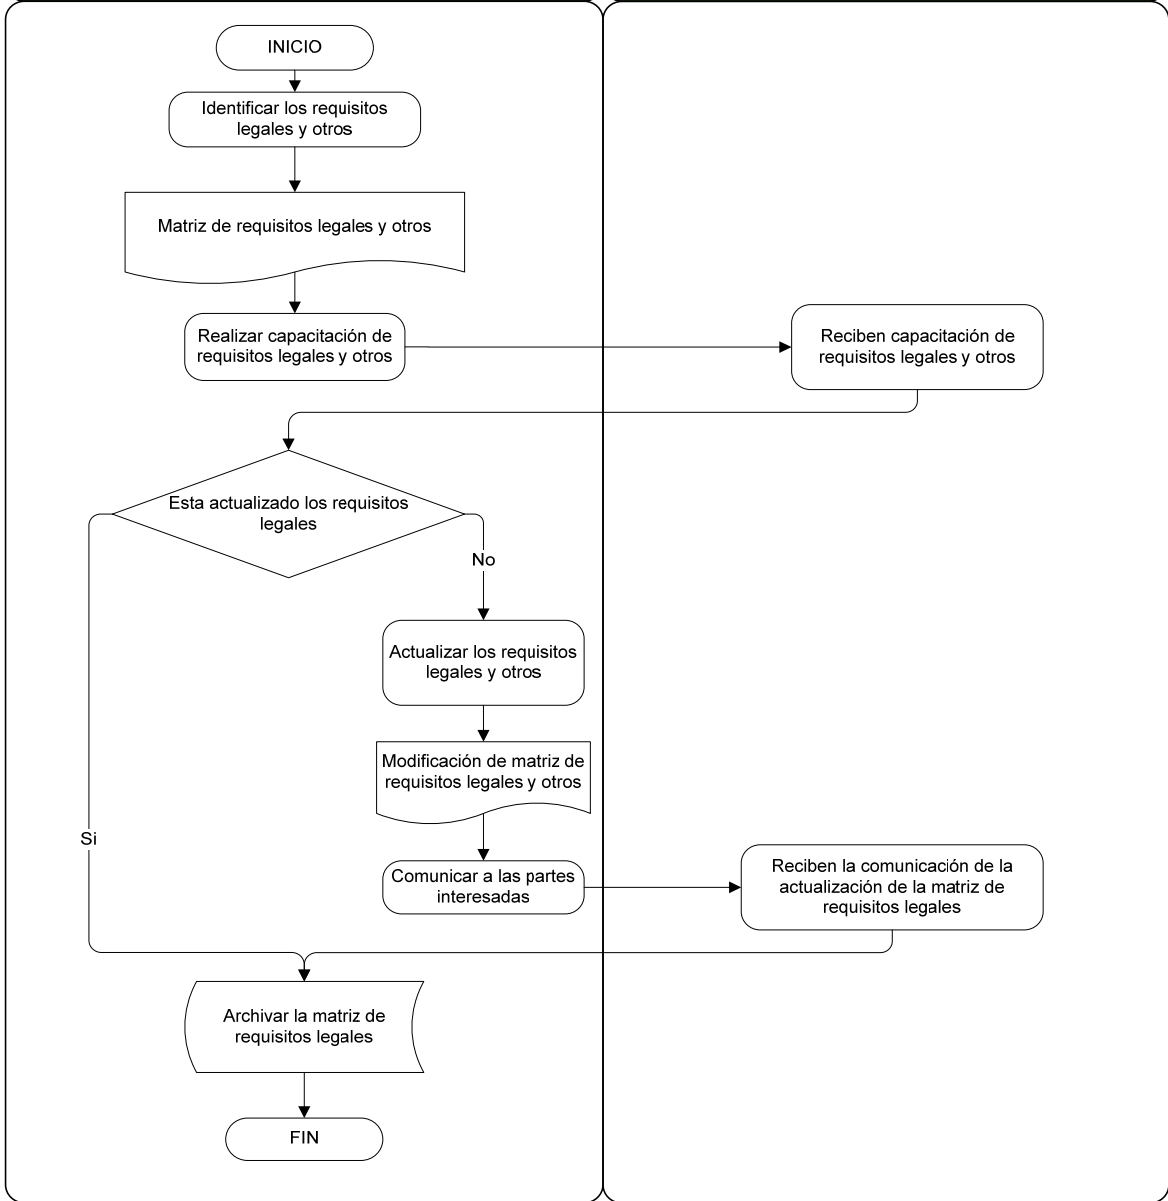 INICIO
Identificar los requisitos
legales y otros
Matriz de requisitos legales y otros
Realizar capacitación de
requisitos legales y otros
Reciben capacitación de
requisitos legales y otros
Esta actualizado los requisitos
legales
No
Actualizar los requisitos
legales y otros
Modificación de matriz de
requisitos legales y otros
Si
Comunicar a las partes
interesadas
Reciben la comunicación de la
actualización de la matriz de
requisitos legales
Archivar la matriz de
requisitos legales
FIN